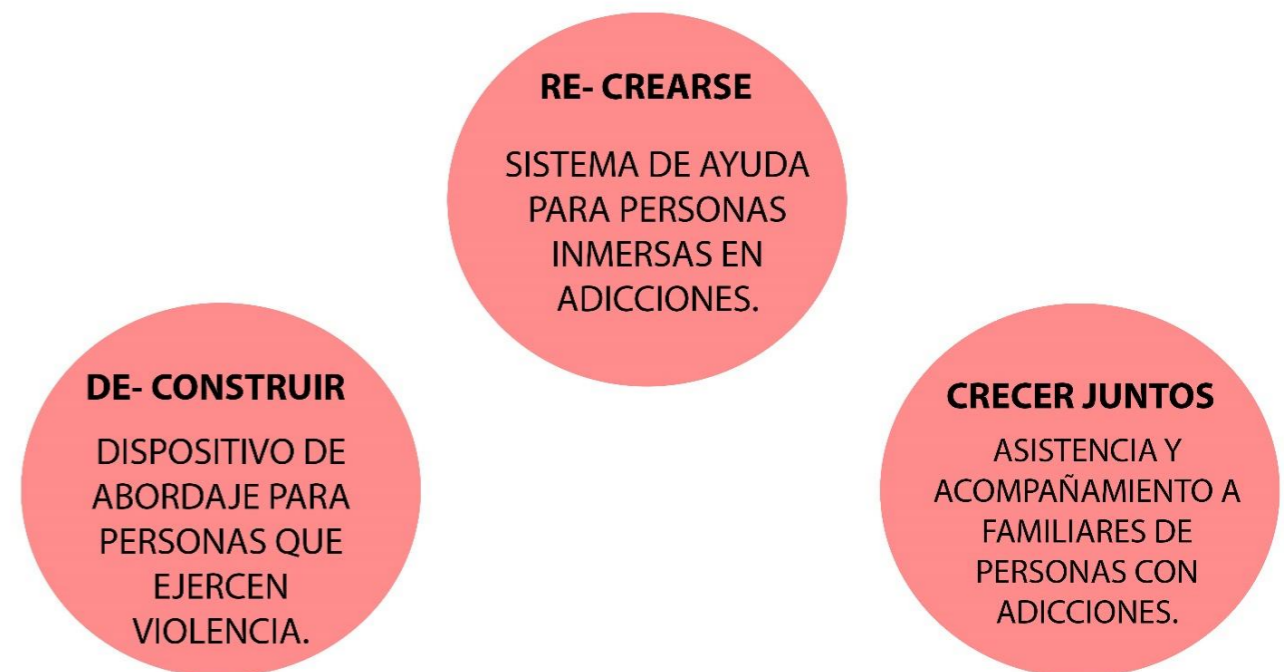 RE- CREARSE
SISTEMA DE AYUDA
PARA PERSONAS
INMERSAS EN
ADICCIONES.
DE- CONSTRUIR
DISPOSITIVO DE
ABORDAJE PARA
PERSONAS QUE
EJERCEN
VIOLENCIA.
CRECER JUNTOS
ASISTENCIA Y
ACOMPAÑAMIENTO A
FAMILIARES DE
PERSONAS CON
ADICCIONES.